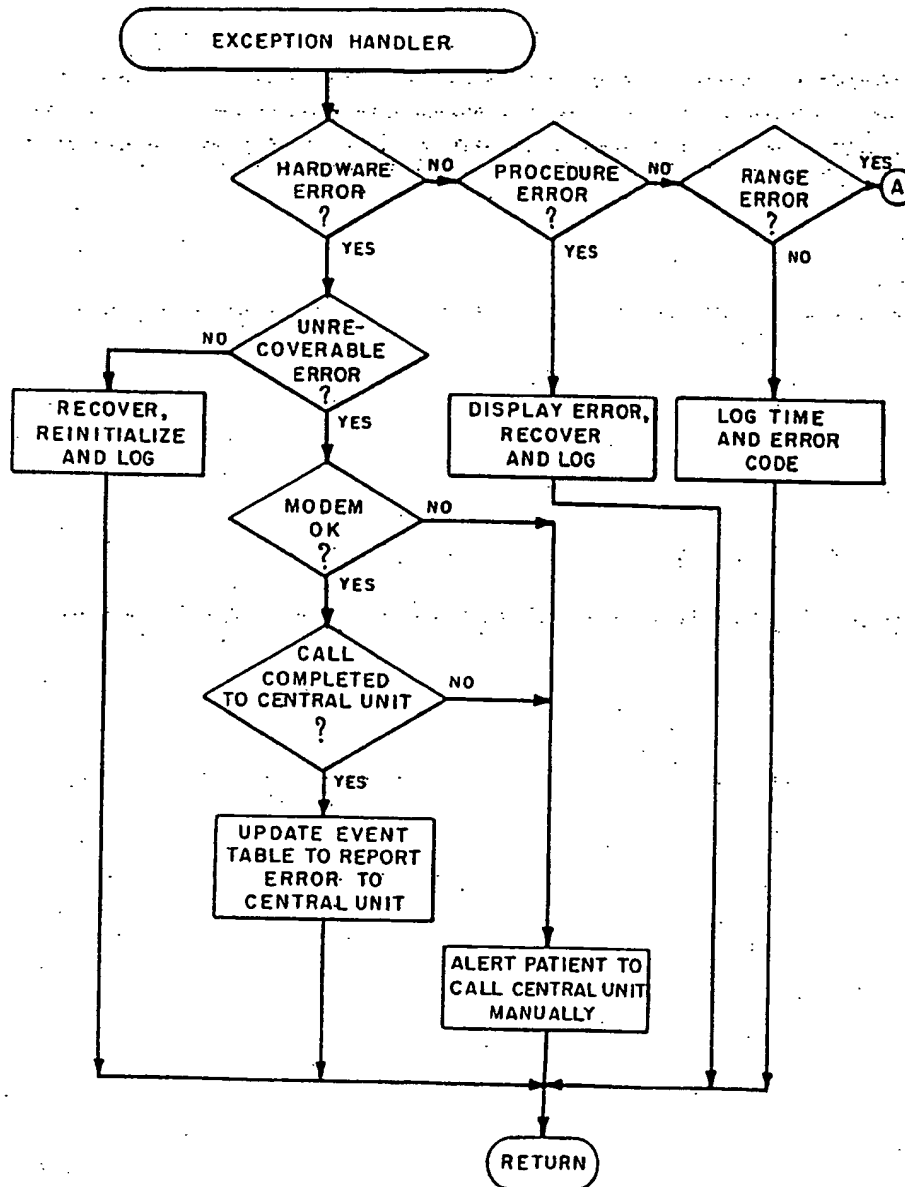 EXCEPTION HANDLER
HARDWARE
ERROR
?
NO
YES
PROCEDURE
ERROR
?
NO
YES
RANGE
ERROR
?
YES
A
NO
UNRE-
COVERABLE
ERROR
?
NO
YES
RECOVER,
REINITIALIZE
AND LOG
DISPLAY ERROR,
RECOVER
AND LOG
LOG TIME
AND ERROR
CODE
MODEM
OK
?
NO
YES
CALL
COMPLETED
TO CENTRAL UNIT
?
NO
YES
UPDATE EVENT
TABLE TO REPORT
ERROR TO
CENTRAL UNIT
ALERT PATIENT TO
CALL CENTRAL UNIT
MANUALLY
RETURN